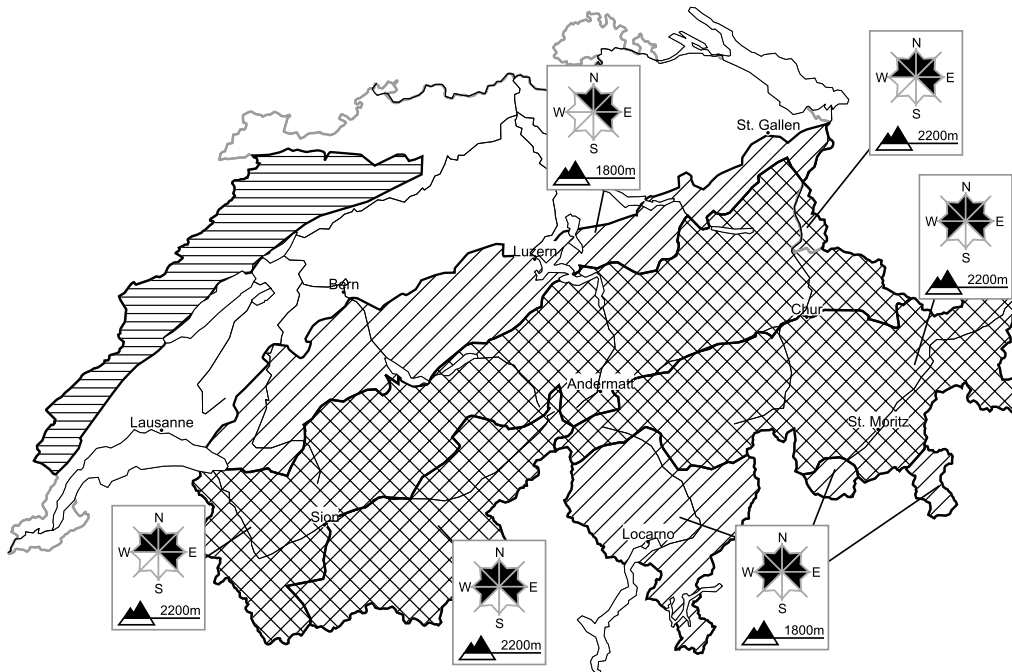 N
W E
S
2200m
N
W E
S
1800m
St. Gallen
N
W E
S
2200m
Luzern
Bern
Chur
Andermatt
Lausanne
St. Moritz
Sion
Locarno
N
W E
S
2200m
N
W E
S
2200m
N
W E
S
1800m